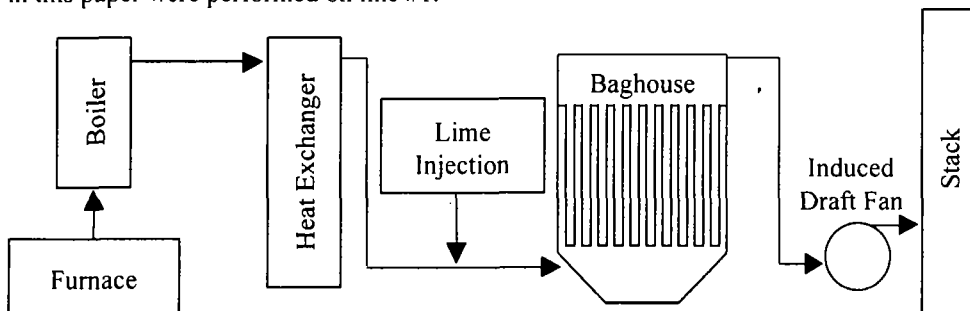 in this paper were performed on line #1.
Boiler
Furnace
Heat Exchanger
Lime
Injection
Baghouse
Induced
Draft Fan
Stack